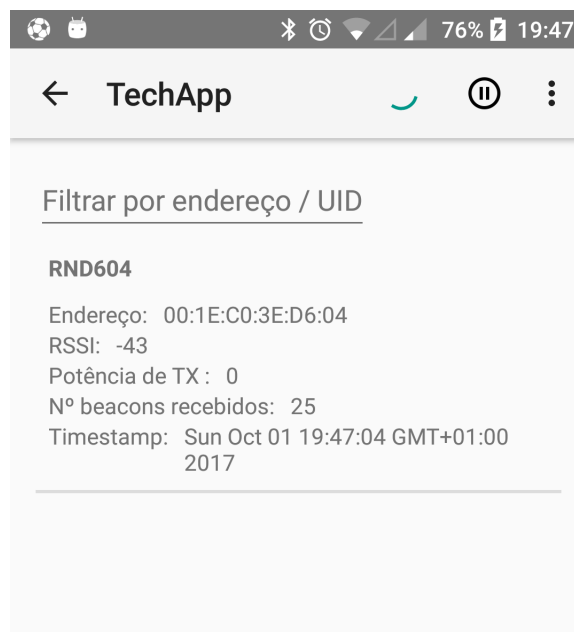 76% 19:47
TechApp
Filtrar por endereço / UID
RND604
Endereço: 00:1E:C0:3E:D6:04
RSSI: -43
Potência de TX : 0
Nº beacons recebidos: 25
Timestamp: Sun Oct 01 19:47:04 GMT+01:00
2017